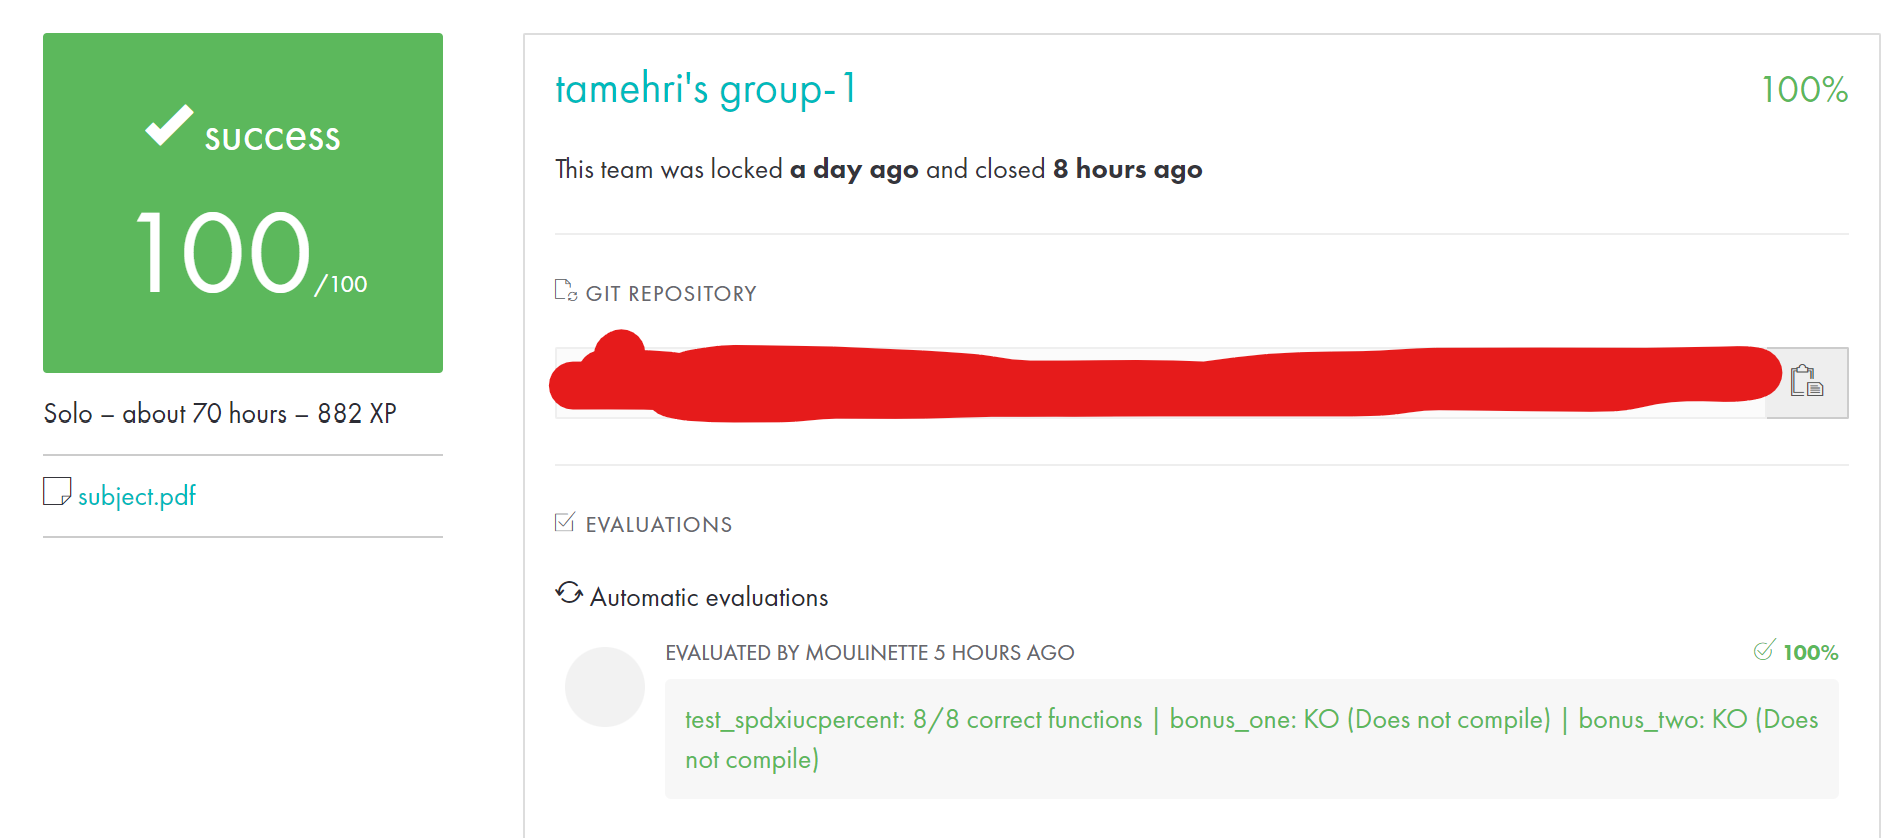 success
100/100
Solo – about 70 hours – 882 XP
subject.pdf
tamehri's group-1
100%
This team was locked a day ago and closed 8 hours ago
GIT REPOSITORY
EVALUATIONS
Automatic evaluations
EVALUATED BY MOULINETTE 5 HOURS AGO
100%
test_spdxiucpercent: 8/8 correct functions | bonus_one: KO (Does not compile) | bonus_two: KO (Does
not compile)